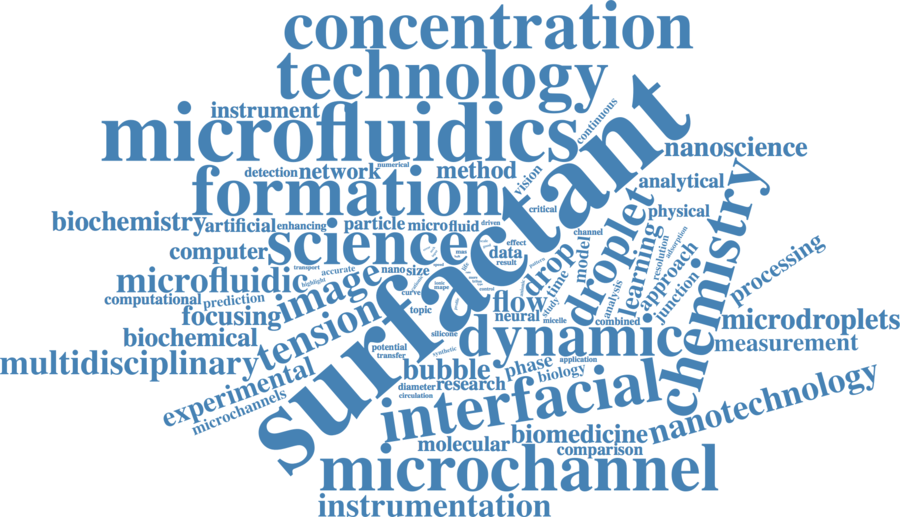 concentration
technology
instrument
microfluidics
continuous
surfactant
nanoscience
detection
network
numerical
method
vision
analytical
formation
critical
physical
biochemistry
artificial
enhancing
particle
microfluid
driven
channel
droplet
chemistry
computer
science
data
effect
result
drop
model
learning
resolution
adsorption
approach
processing
transport
highlight
accurate
nano
size
microfluidic
image
time
study
analysis
junction
computational
prediction
curve
flow
focusing
topic
neural
micelle
combined
microdroplets
biochemical
tension
silicone
dynamic
measurement
multidisciplinary
potential
transfer
synthetic
bubble
phase
application
biology
experimental
diameter
research
circulation
microchannels
interfacial
nanotechnology
molecular
biomedicine
comparison
microchannel
instrumentation